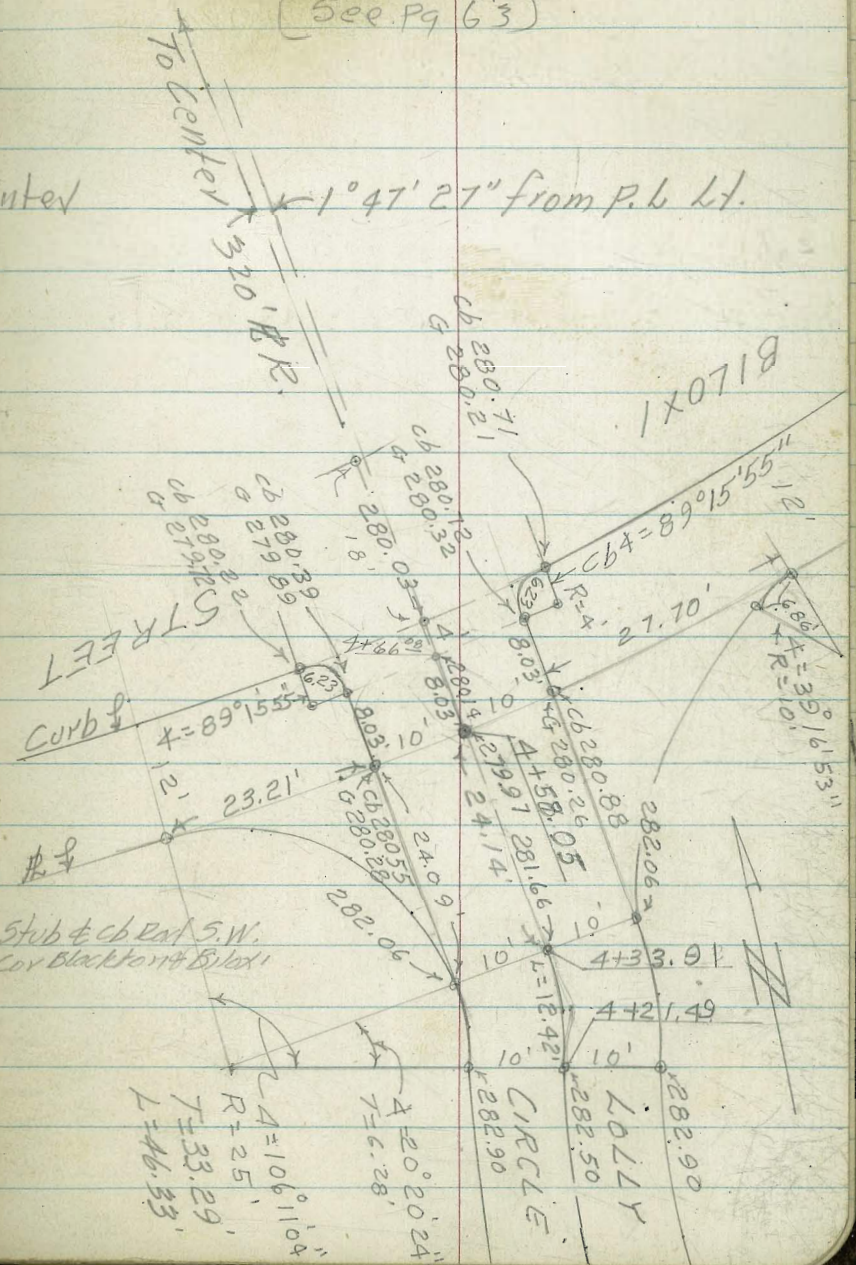 (See. Pg 63)
To Center
320' R.
nter
1°47'27" from P.L Lt.
cb 280.71
G 280.21
BILOXI
cb 280.12
G 280.32
cb 280.39
G 279.89
cb 280.22
G 279.72
STREET
280.03
18'
4'
4+66.08
280.14
8.03
8.03'
8.03'
6.23
R=4'
cb ∡=89°15'55"
12'
27.70'
6.86'
∡=39°16'53"
R=10'
6.23
∡=89°15'55"
Curb £
12'
23.21'
10'
10'
279.97
4+58.05
24.14'
281.66
G 280.26
cb 280.88
282.06
cb 280.55
G 280.28
24.09'
282.06
10'
10'
4+33.91
L=12.42'
4+21.49
10'
10'
Stub & cb Rad S.W.
Cor Blackton & Biloxi
282.90
CIRCLE
282.50
LOLLY
282.90
∆=106°11'04"
R=25'
T=33.29'
L=46.33'
∡=20°20'24"
T=6.28'